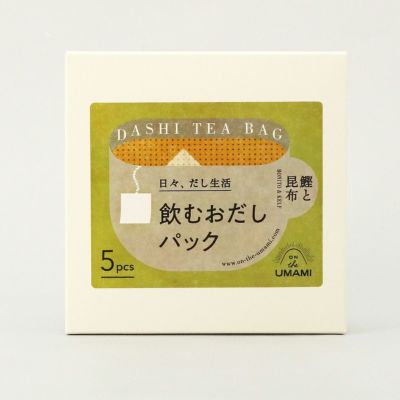 DASHI TEA BAG
日々、だし生活
飲むおだし
パック
鰹と
昆布
BONITO & KELP
5pcs
www.on-the-umami.com
ON
the
UMAMI